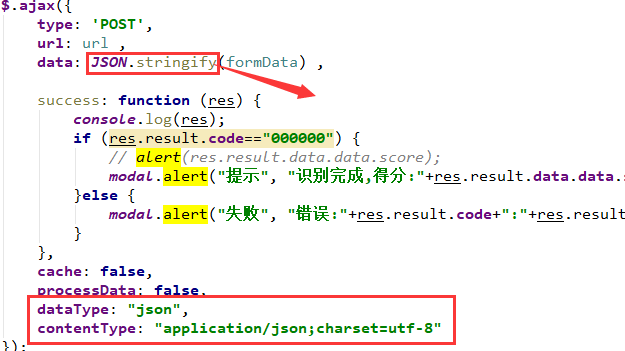 $.ajax({
type: 'POST',
url: url ,
data: JSON.stringify(formData) ,
success: function (res) {
console.log(res);
if (res.result.code=="000000") {
// alert(res.result.data.data.score);
modal.alert("提示", "识别完成,得分:"+res.result.data.data.s
}else {
modal.alert("失败", "错误:"+res.result.code+":"+res.result
}
},
cache: false,
processData: false,
dataType: "json",
contentType: "application/json;charset=utf-8"
});